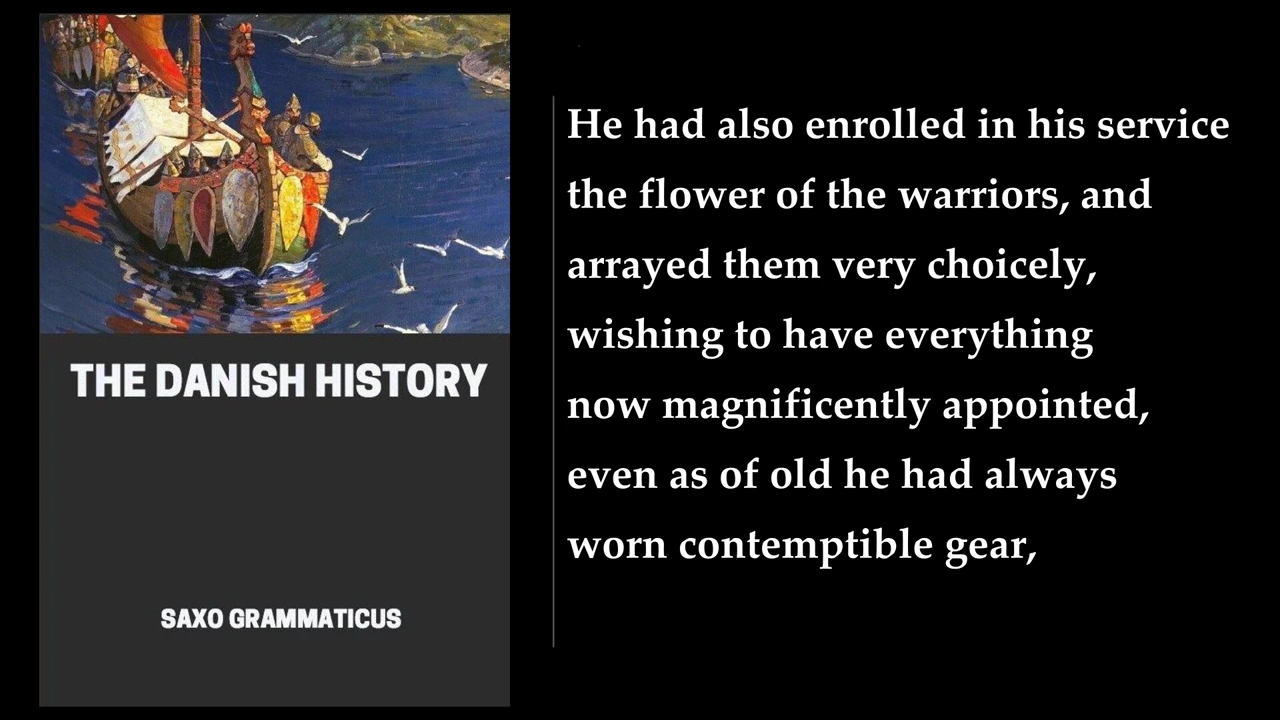 THE DANISH HISTORY
SAXO GRAMMATICUS
He had also enrolled in his service
the flower of the warriors, and
arrayed them very choicely,
wishing to have everything
now magnificently appointed,
even as of old he had always
worn contemptible gear,